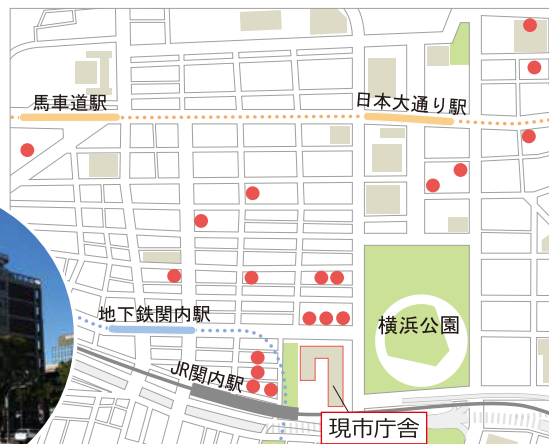 馬車道駅
日本大通り駅
地下鉄関内駅
横浜公園
JR関内駅
現市庁舎